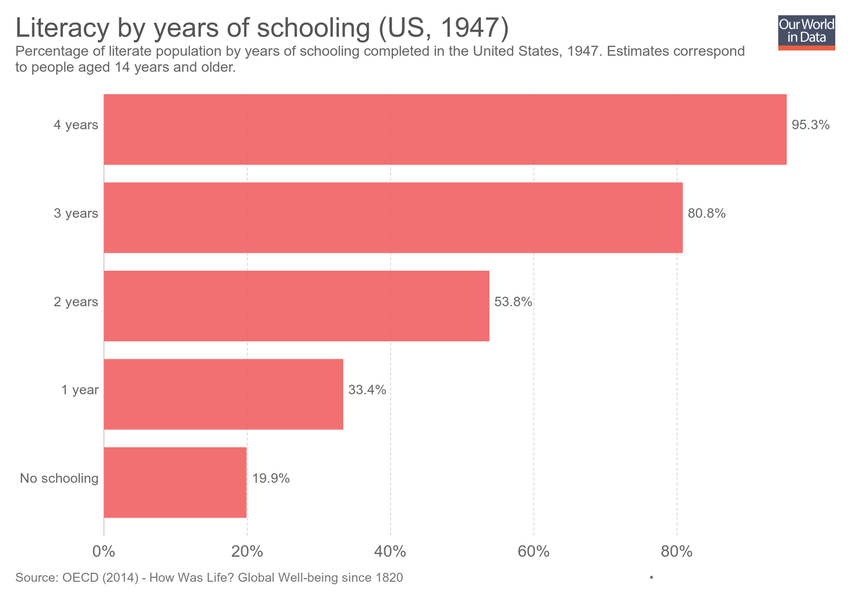 Literacy by years of schooling (US, 1947)
Our World
in Data
Percentage of literate population by years of schooling completed in the United States, 1947. Estimates correspond
to people aged 14 years and older.
4 years
95.3%
3 years
80.8%
2 years
53.8%
1 year
33.4%
No schooling
19.9%
0%
20%
40%
60%
80%
Source: OECD (2014) - How Was Life? Global Well-being since 1820
•